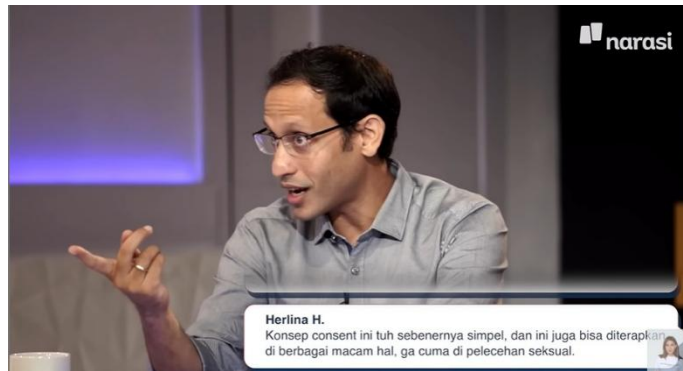 narasi
Herlina H.
Konsep consent ini tuh sebenernya simpel, dan ini juga bisa diterapkan
di berbagai macam hal, ga cuma di pelecehan seksual.